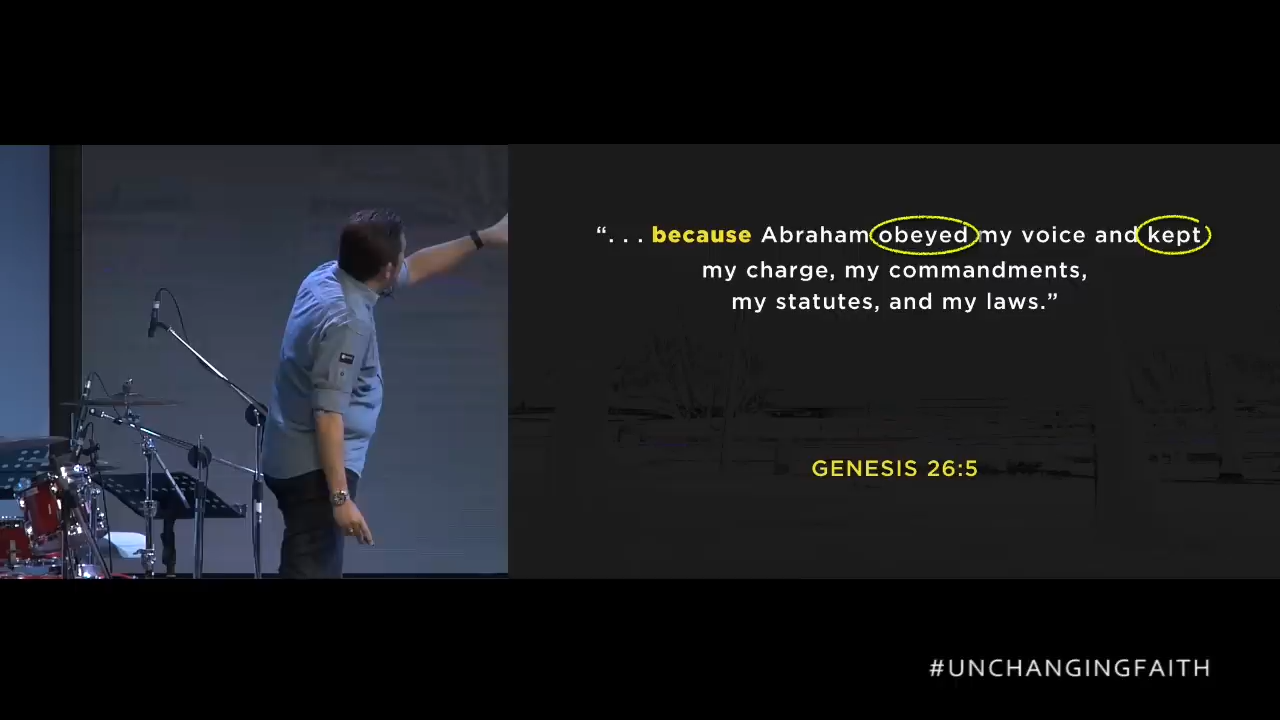 “. . . because Abraham obeyed my voice and kept
my charge, my commandments,
my statutes, and my laws.”
GENESIS 26:5
#UNCHANGINGFAITH